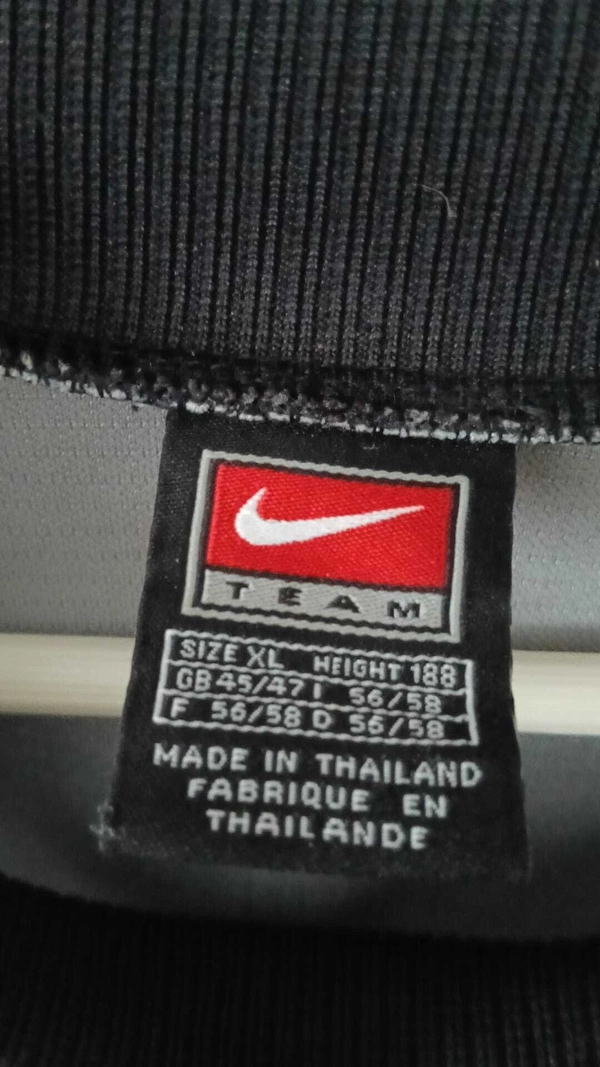 TEAM
SIZE XL HEIGHT 188
GB 45/47 I 56/58
F 56/58 D 56/58
MADE IN THAILAND
FABRIQUE EN
THAILANDE